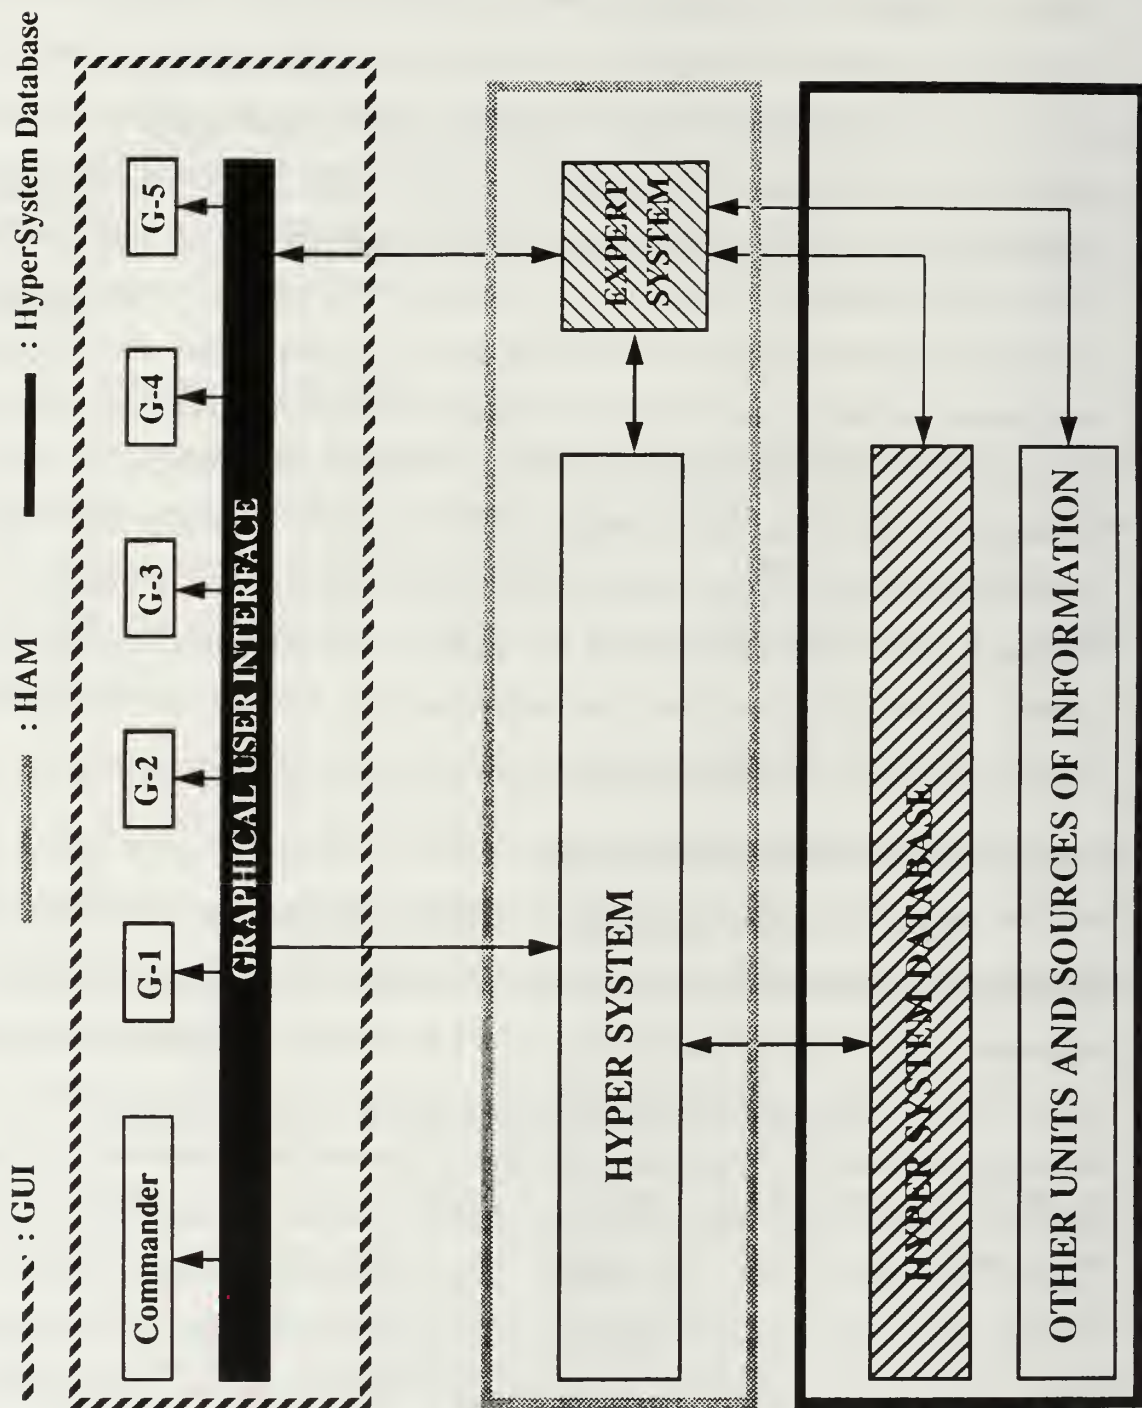 : GUI
: HAM
: HyperSystem Database
Commander
G-1
G-2
G-3
G-4
G-5
GRAPHICAL USER INTERFACE
HYPER SYSTEM
EXPERT
SYSTEM
HYPER SYSTEM DATABASE
OTHER UNITS AND SOURCES OF INFORMATION